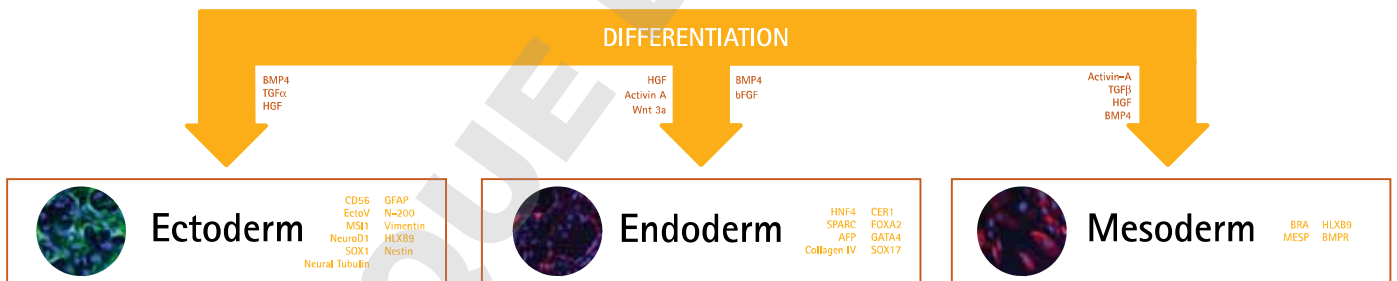 DIFFERENTIATION
BMP4
TGFα
HGF
HGF
Activin A
Wnt 3a
BMP4
bFGF
Activin-A
TGFβ
HGF
BMP4
Ectoderm
CD56 GFAP
EctoV N-200
MSI1 Vimentin
NeuroD1 HLXB9
SOX1 Nestin
Neural Tubulin
Endoderm
HNF4 CER1
SPARC FOXA2
AFP GATA4
Collagen IV SOX17
Mesoderm
BRA HLXB9
MESP BMPR
QUE